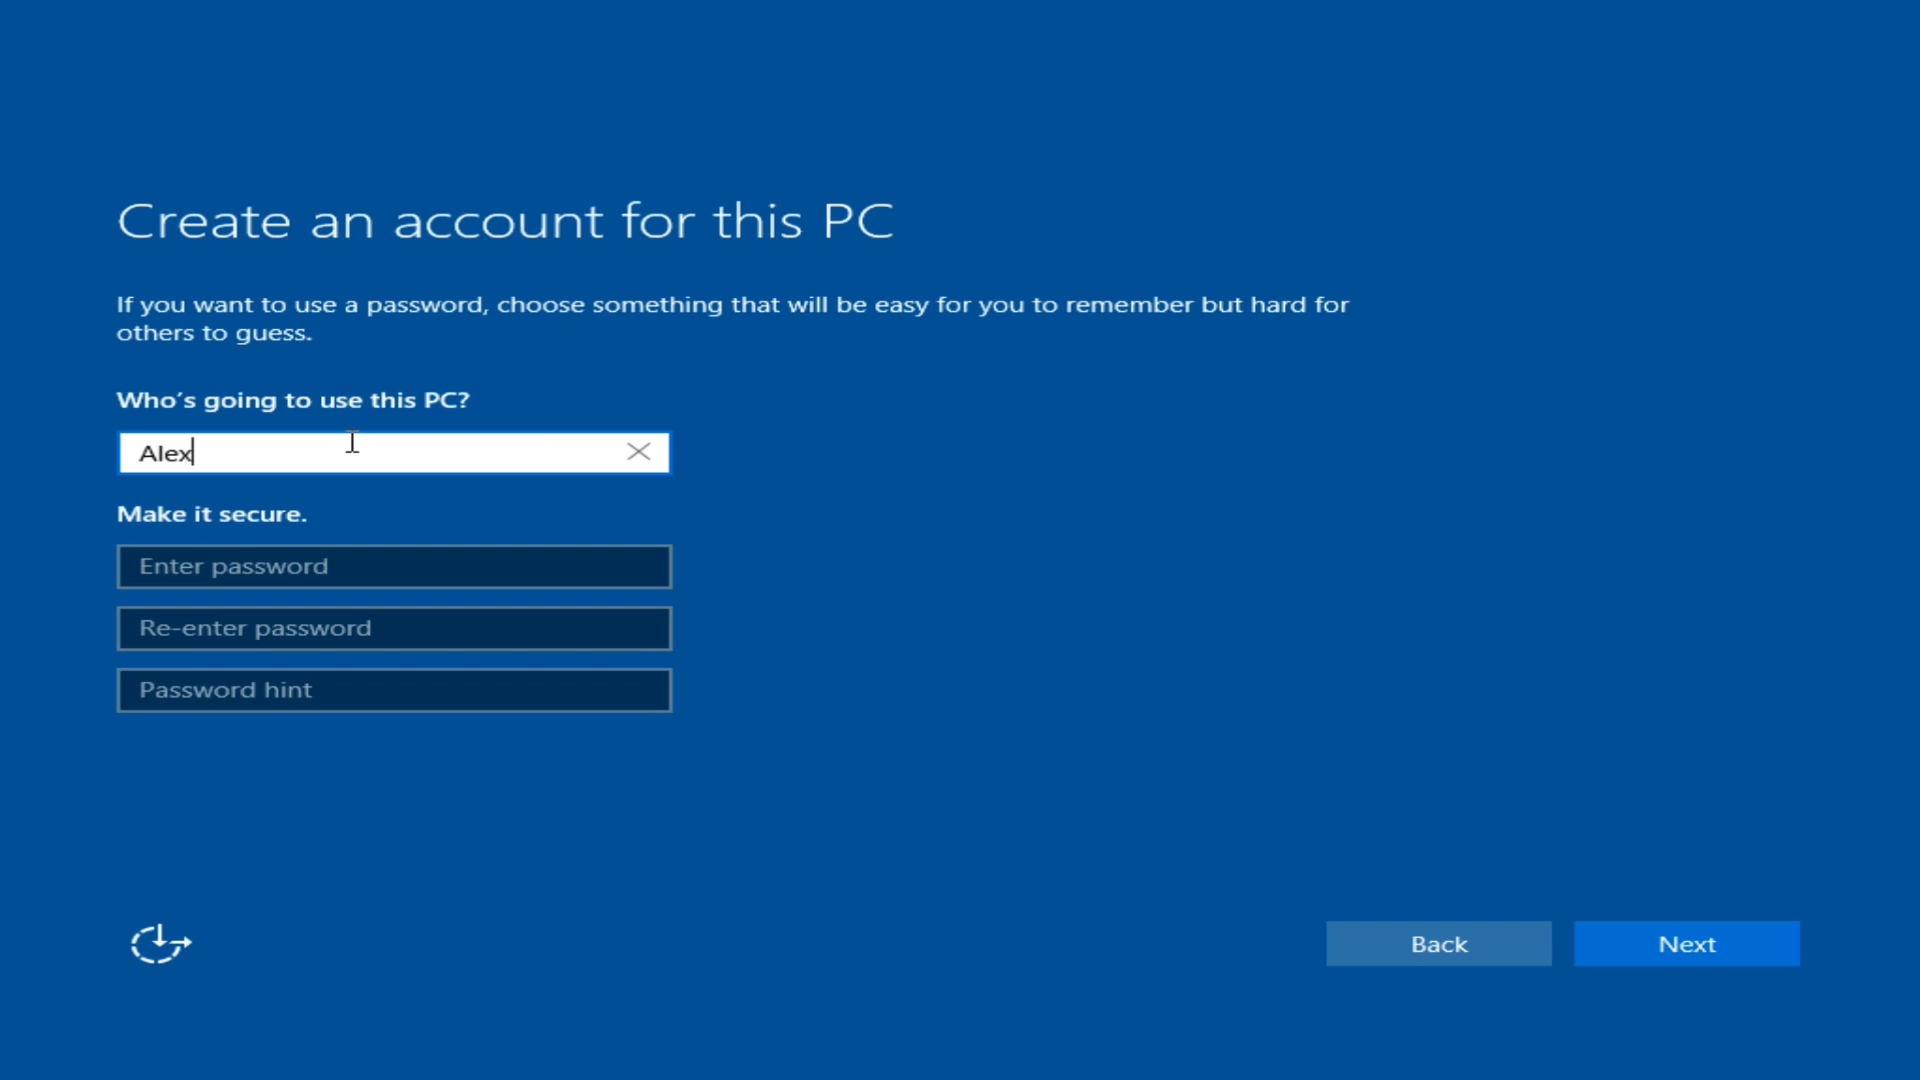 Create an account for this PC
If you want to use a password, choose something that will be easy for you to remember but hard for
others to guess.
Who's going to use this PC?
Alex
Make it secure.
Enter password
Re-enter password
Password hint
Back
Next